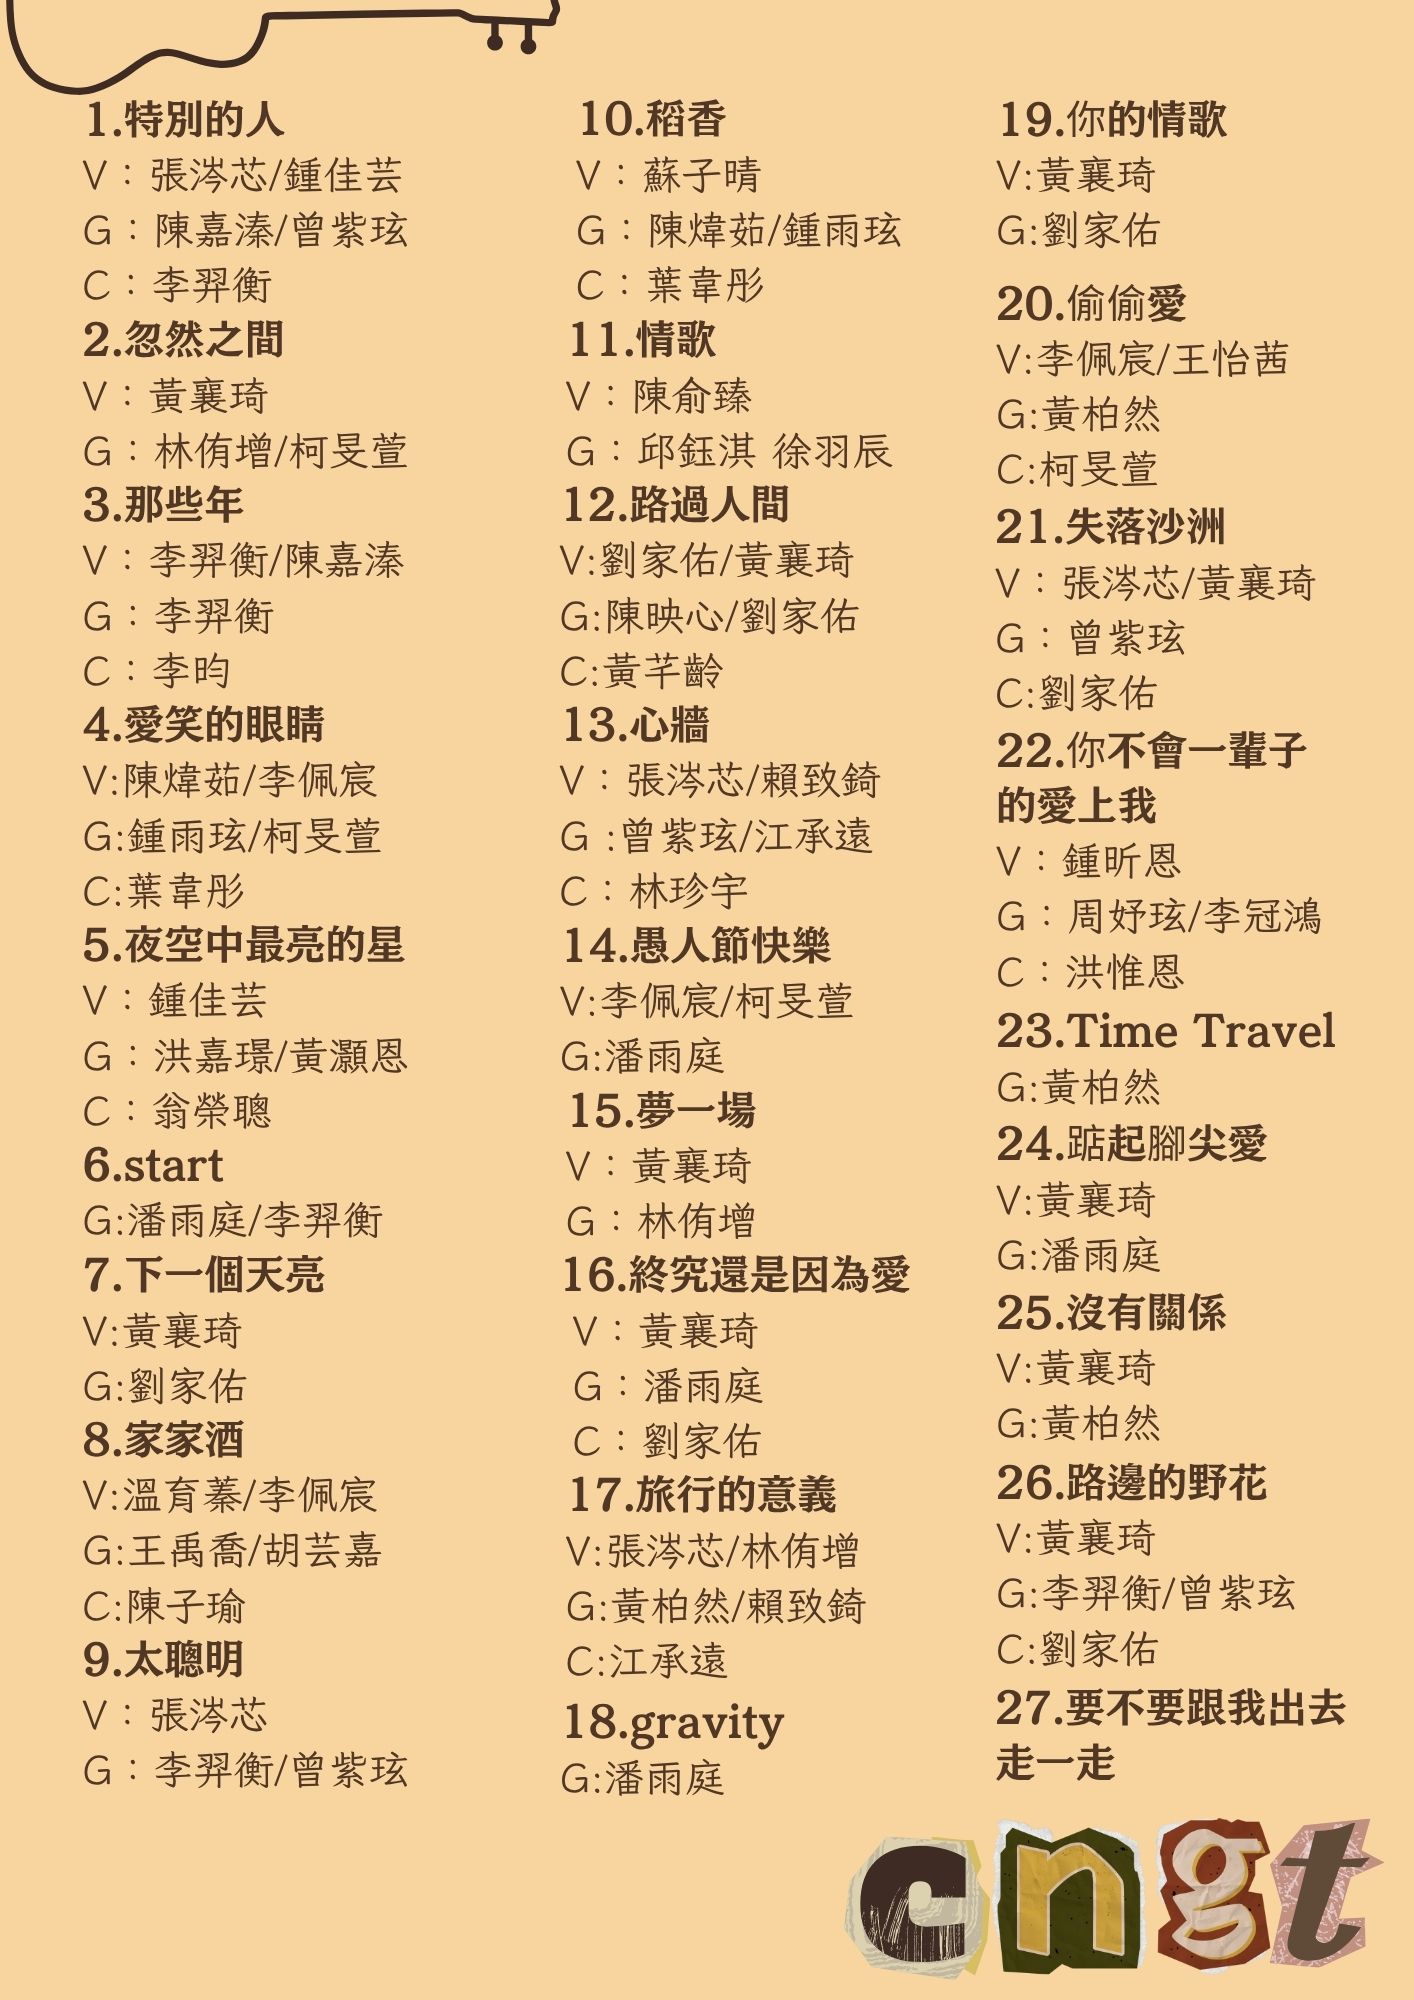 1.特別的人
V：張涔芯/鍾佳芸
G：陳嘉溱/曾紫玹
C：李羿衡
2.忽然之間
V：黃襄琦
G：林侑增/柯旻萱
3.那些年
V：李羿衡/陳嘉溱
G：李羿衡
C：李昀
4.愛笑的眼睛
V:陳煒茹/李佩宸
G:鍾雨玹/柯旻萱
C:葉韋彤
5.夜空中最亮的星
V：鍾佳芸
G：洪嘉璟/黃灝恩
C：翁榮聰
6.start
G:潘雨庭/李羿衡
7.下一個天亮
V:黃襄琦
G:劉家佑
8.家家酒
V:溫育蓁/李佩宸
G:王禹喬/胡芸嘉
C:陳子瑜
9.太聰明
V：張涔芯
G：李羿衡/曾紫玹
10.稻香
V：蘇子晴
G：陳煒茹/鍾雨玹
C：葉韋彤
11.情歌
V：陳俞臻
G：邱鈺淇 徐羽辰
12.路過人間
V:劉家佑/黃襄琦
G:陳映心/劉家佑
C:黃芊齡
13.心牆
V：張涔芯/賴致錡
G :曾紫玹/江承遠
C：林珍宇
14.愚人節快樂
V:李佩宸/柯旻萱
G:潘雨庭
15.夢一場
V：黃襄琦
G：林侑增
16.終究還是因為愛
V：黃襄琦
G：潘雨庭
C：劉家佑
17.旅行的意義
V:張涔芯/林侑增
G:黃柏然/賴致錡
C:江承遠
18.gravity
G:潘雨庭
19.你的情歌
V:黃襄琦
G:劉家佑
20.偷偷愛
V:李佩宸/王怡茜
G:黃柏然
C:柯旻萱
21.失落沙洲
V：張涔芯/黃襄琦
G：曾紫玹
C:劉家佑
22.你不會一輩子
的愛上我
V：鍾昕恩
G：周妤玹/李冠鴻
C：洪惟恩
23.Time Travel
G:黃柏然
24.踮起腳尖愛
V:黃襄琦
G:潘雨庭
25.沒有關係
V:黃襄琦
G:黃柏然
26.路邊的野花
V:黃襄琦
G:李羿衡/曾紫玹
C:劉家佑
27.要不要跟我出去
走一走
cngt